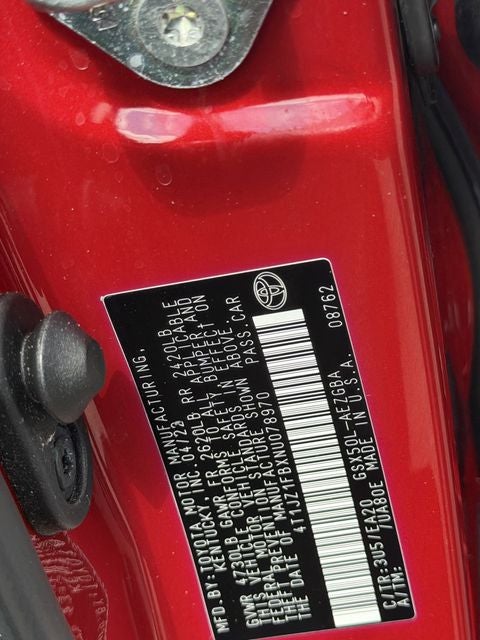 MFD. BY: TOYOTA MOTOR MANUFACTURING,
KENTUCKY, INC. 04/22
GVWR 4730LB GAWR FR 2620LB RR 2420LB
THIS VEHICLE CONFORMS TO ALL APPLICABLE
FEDERAL MOTOR VEHICLE SAFETY, BUMPER, AND
THEFT PREVENTION STANDARDS IN EFFECT ON
THE DATE OF MANUFACTURE SHOWN ABOVE.
4T1JZ1FBXNU078970 PASS.CAR
C/TR:3U5/EA20 GSX50L-AEZGBA
A/TM: /UA80E MADE IN U.S.A. 08762